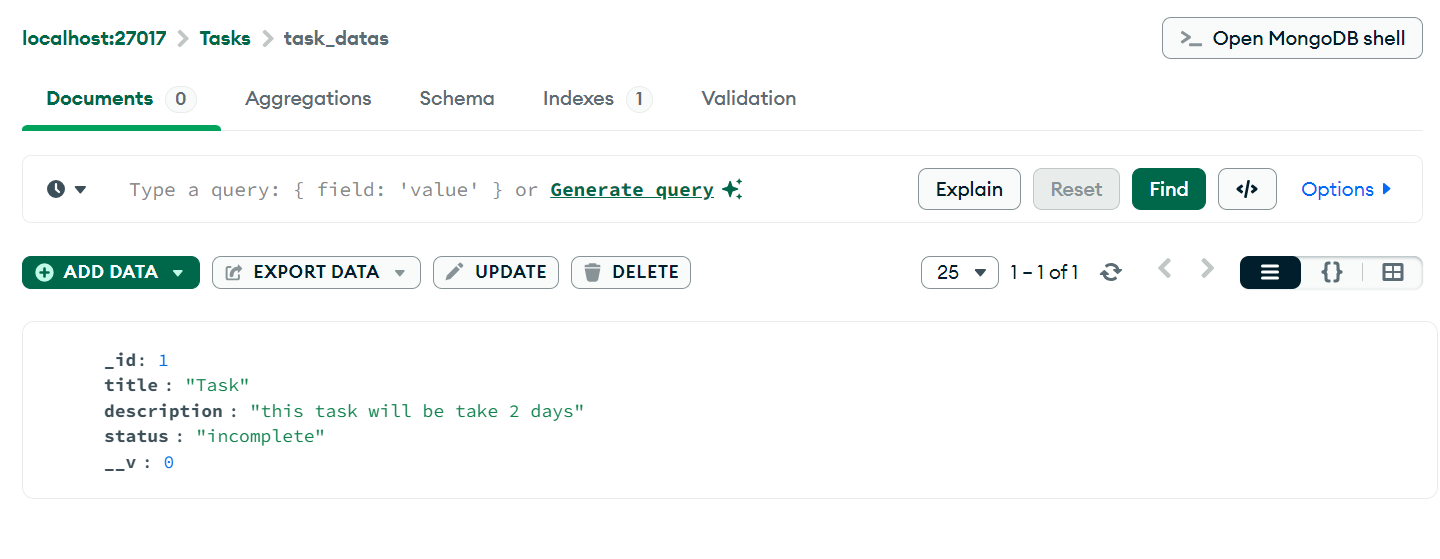 localhost:27017 > Tasks > task_datas
>_ Open MongoDB shell
Documents 0 Aggregations Schema Indexes 1 Validation
Type a query: { field: 'value' } or Generate query
Explain Reset Find </> Options
ADD DATA EXPORT DATA UPDATE DELETE
25 1 – 1 of 1 {}
_id: 1
title : "Task"
description : "this task will be take 2 days"
status : "incomplete"
__v : 0